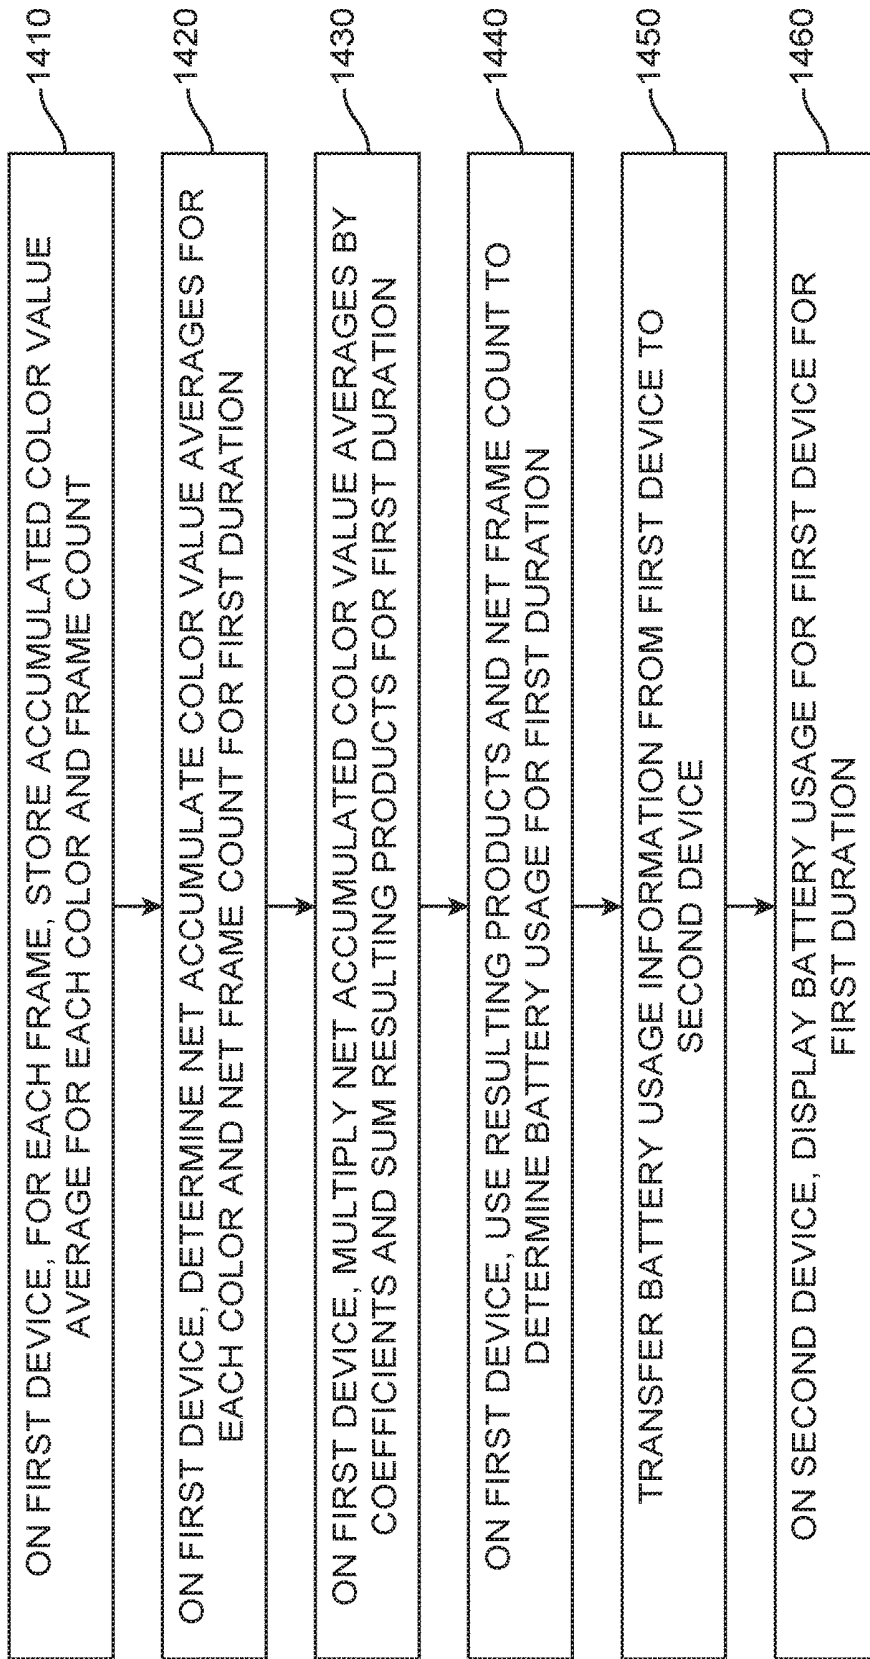 ON FIRST DEVICE, FOR EACH FRAME, STORE ACCUMULATED COLOR VALUE
AVERAGE FOR EACH COLOR AND FRAME COUNT
1410
ON FIRST DEVICE, DETERMINE NET ACCUMULATE COLOR VALUE AVERAGES FOR
EACH COLOR AND NET FRAME COUNT FOR FIRST DURATION
1420
ON FIRST DEVICE, MULTIPLY NET ACCUMULATED COLOR VALUE AVERAGES BY
COEFFICIENTS AND SUM RESULTING PRODUCTS FOR FIRST DURATION
1430
ON FIRST DEVICE, USE RESULTING PRODUCTS AND NET FRAME COUNT TO
DETERMINE BATTERY USAGE FOR FIRST DURATION
1440
TRANSFER BATTERY USAGE INFORMATION FROM FIRST DEVICE TO
SECOND DEVICE
1450
ON SECOND DEVICE, DISPLAY BATTERY USAGE FOR FIRST DEVICE FOR
FIRST DURATION
1460